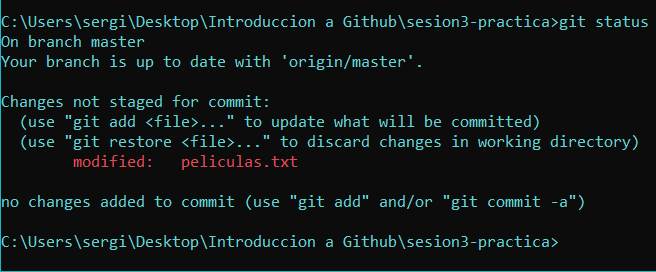 C:\Users\sergi\Desktop\Introduccion a Github\sesion3-practica>git status
On branch master
Your branch is up to date with 'origin/master'.
Changes not staged for commit:
(use "git add <file>..." to update what will be committed)
(use "git restore <file>..." to discard changes in working directory)
modified: peliculas.txt
no changes added to commit (use "git add" and/or "git commit -a")
C:\Users\sergi\Desktop\Introduccion a Github\sesion3-practica>